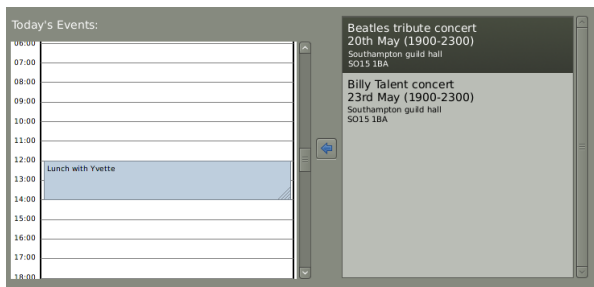 Today's Events:
06:00
07:00
08:00
09:00
10:00
11:00
12:00
Lunch with Yvette
13:00
14:00
15:00
16:00
17:00
18:00
Beatles tribute concert
20th May (1900-2300)
Southampton guild hall
SO15 1BA
Billy Talent concert
23rd May (1900-2300)
Southampton guild hall
SO15 1BA